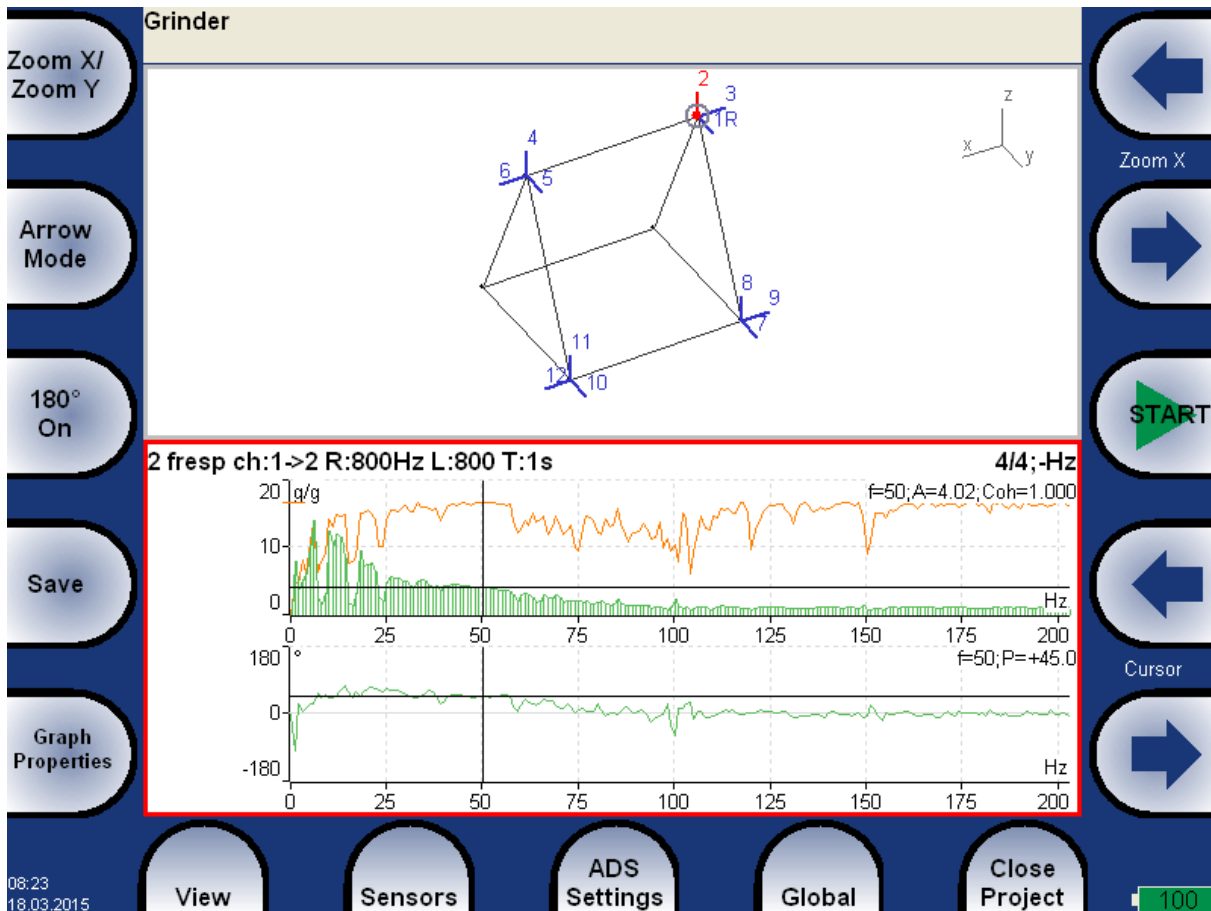 Grinder
Zoom X/
Zoom Y
Arrow
Mode
180°
On
Save
Graph
Properties
2
3
1R
4
6
5
8
9
7
11
12
10
z
x
y
2 fresp ch:1->2 R:800Hz L:800 T:1s
4/4;-Hz
20
g/g
f=50;A=4.02;Coh=1.000
10
0
Hz
0 25 50 75 100 125 150 175 200
180
°
f=50;P=+45.0
0
-180
Hz
0 25 50 75 100 125 150 175 200
Zoom X
START
Cursor
08:23
18.03.2015
View
Sensors
ADS
Settings
Global
Close
Project
100